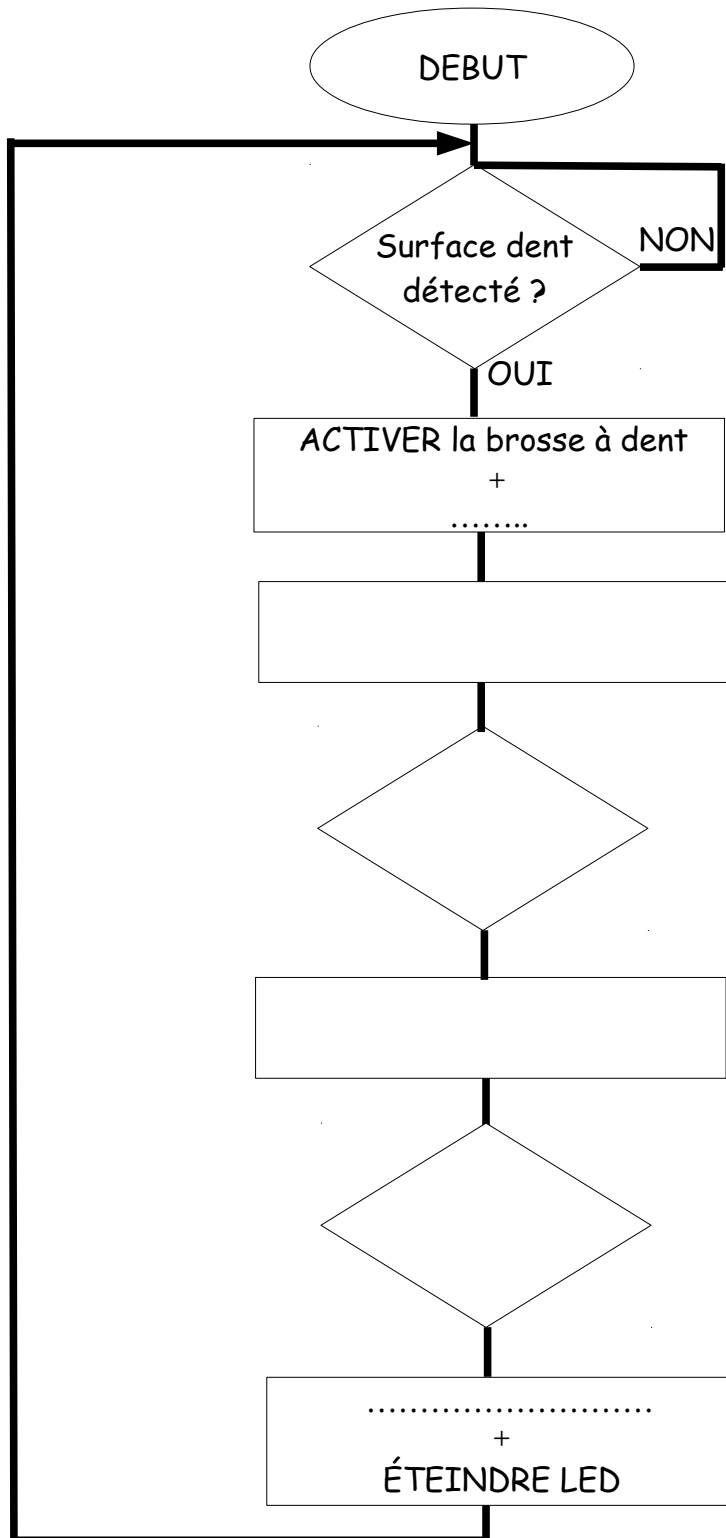 DEBUT
Surface dent
détecté ?
NON
OUI
ACTIVER la brosse à dent
+
……..
………………………
+
ÉTEINDRE LED